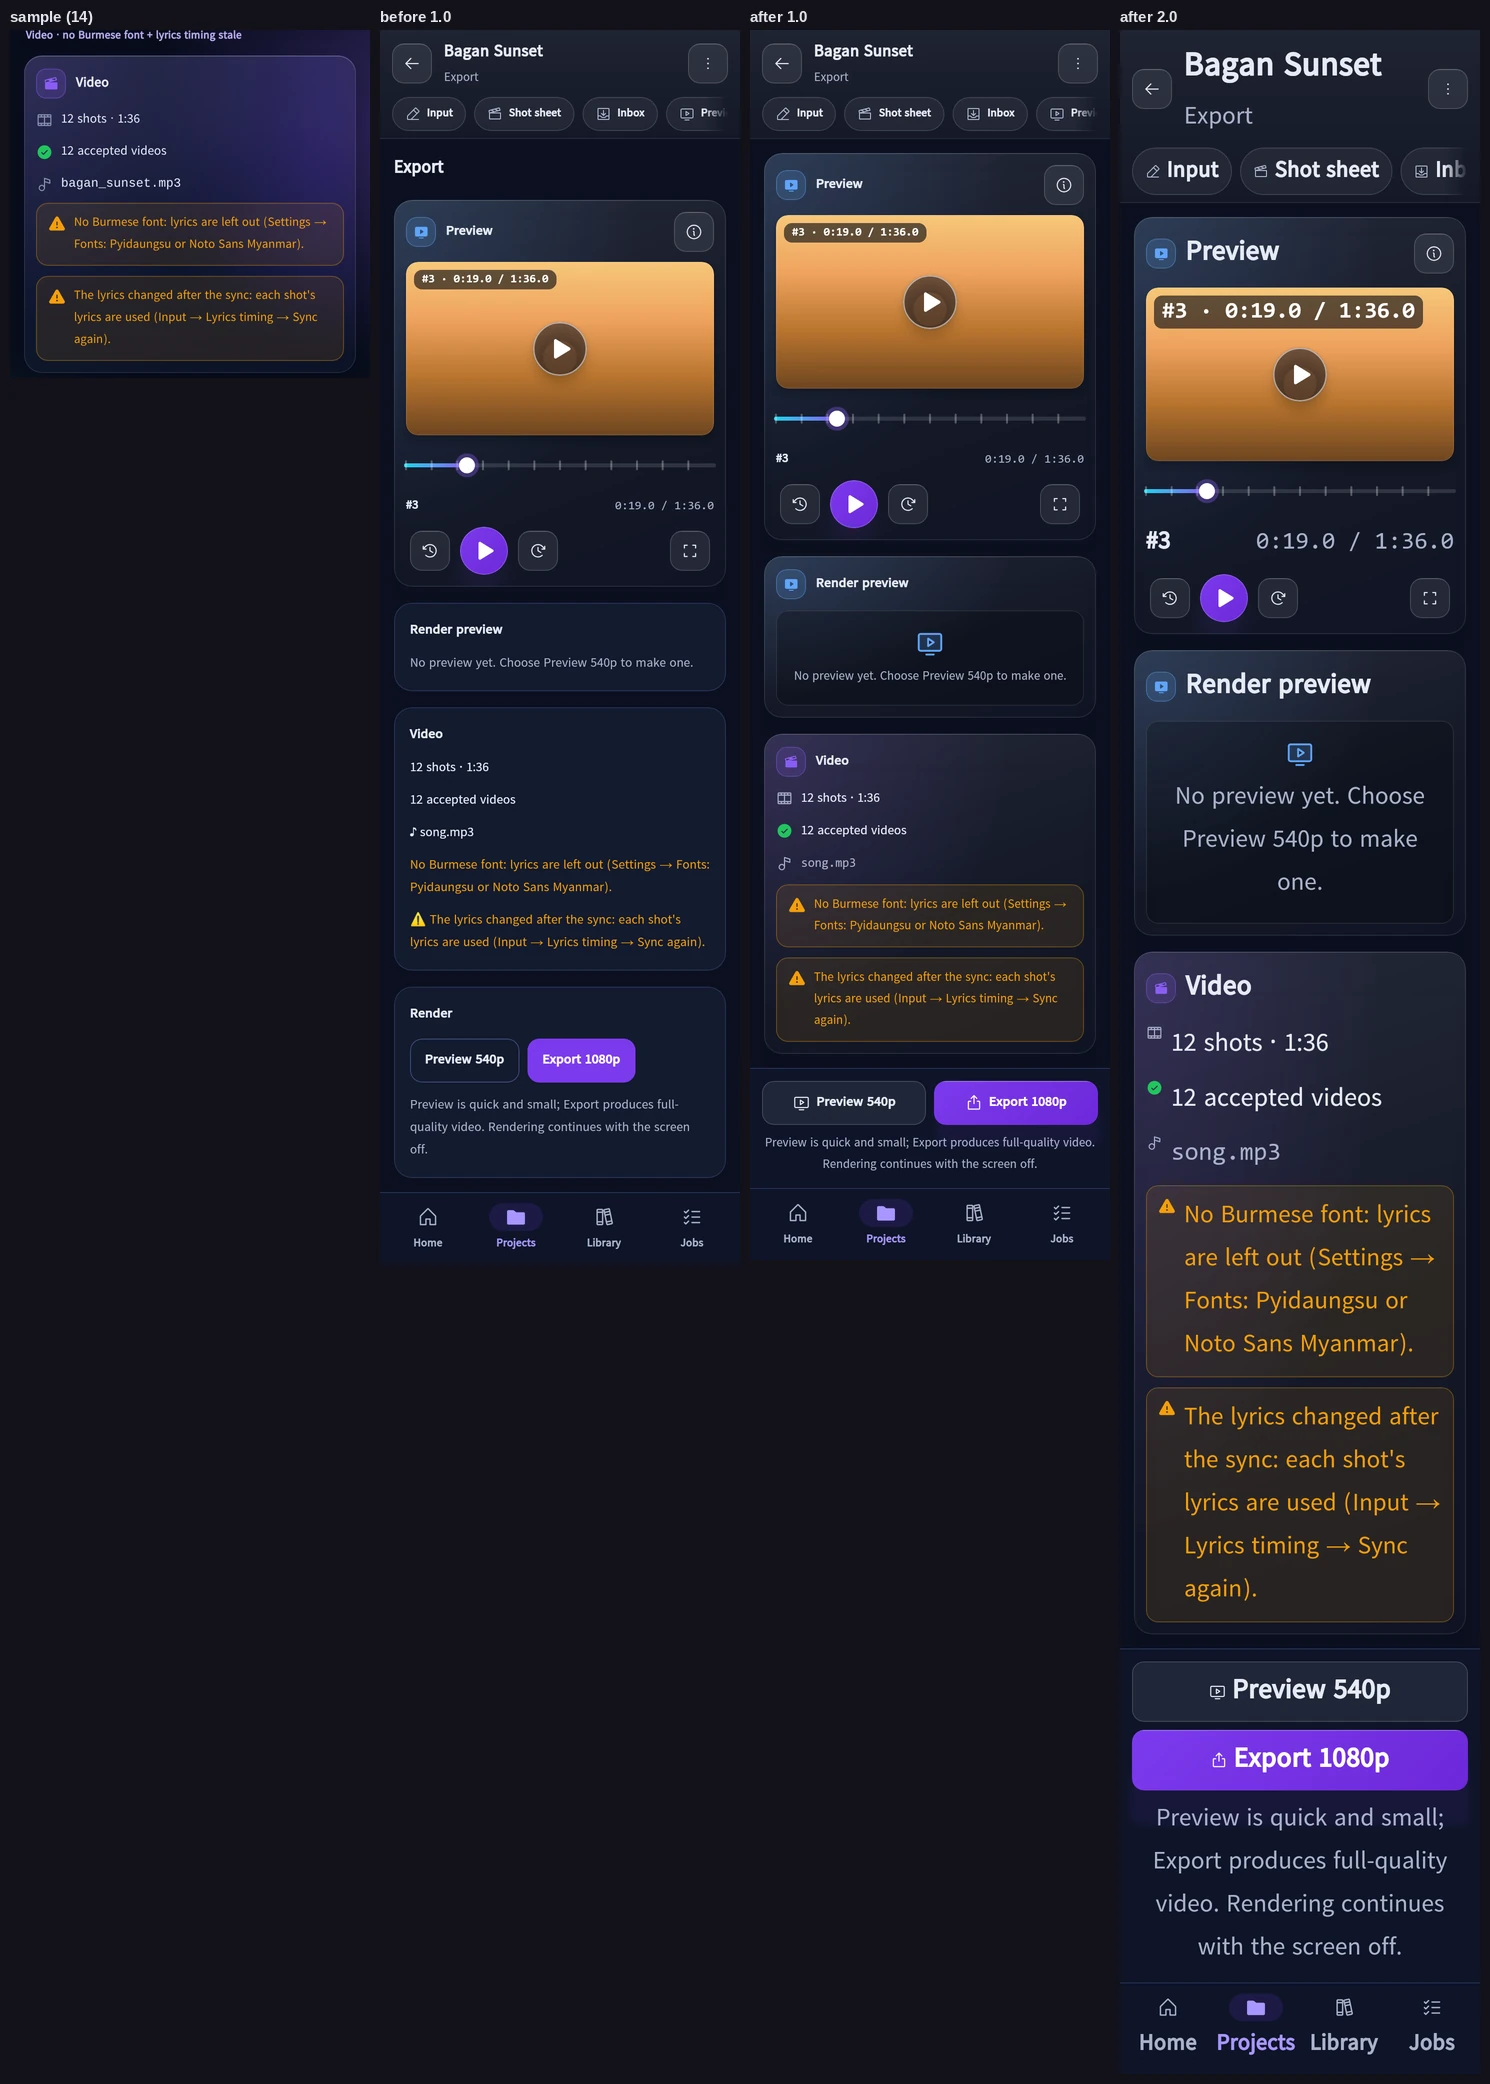 sample (14)
Video · no Burmese font + lyrics timing stale
Video
12 shots · 1:36
12 accepted videos
bagan_sunset.mp3
No Burmese font: lyrics are left out (Settings →
Fonts: Pyidaungsu or Noto Sans Myanmar).
The lyrics changed after the sync: each shot's
lyrics are used (Input → Lyrics timing → Sync
again).
before 1.0
Bagan Sunset
Export
Input
Shot sheet
Inbox
Export
Preview
#3 · 0:19.0 / 1:36.0
#3
0:19.0 / 1:36.0
Render preview
No preview yet. Choose Preview 540p to make one.
Video
12 shots · 1:36
12 accepted videos
♪ song.mp3
No Burmese font: lyrics are left out (Settings → Fonts:
Pyidaungsu or Noto Sans Myanmar).
⚠️ The lyrics changed after the sync: each shot's
lyrics are used (Input → Lyrics timing → Sync again).
Render
Preview 540p
Export 1080p
Preview is quick and small; Export produces full-
quality video. Rendering continues with the screen
off.
Home
Projects
Library
Jobs
after 1.0
Bagan Sunset
Export
Input
Shot sheet
Inbox
Preview
#3 · 0:19.0 / 1:36.0
#3
0:19.0 / 1:36.0
Render preview
No preview yet. Choose Preview 540p to make one.
Video
12 shots · 1:36
12 accepted videos
song.mp3
No Burmese font: lyrics are left out (Settings →
Fonts: Pyidaungsu or Noto Sans Myanmar).
The lyrics changed after the sync: each shot's
lyrics are used (Input → Lyrics timing → Sync
again).
Preview 540p
Export 1080p
Preview is quick and small; Export produces full-quality video.
Rendering continues with the screen off.
Home
Projects
Library
Jobs
after 2.0
Bagan Sunset
Export
Input
Shot sheet
Preview
#3 · 0:19.0 / 1:36.0
#3
0:19.0 / 1:36.0
Render preview
No preview yet. Choose
Preview 540p to make
one.
Video
12 shots · 1:36
12 accepted videos
song.mp3
No Burmese font: lyrics
are left out (Settings →
Fonts: Pyidaungsu or
Noto Sans Myanmar).
The lyrics changed after
the sync: each shot's
lyrics are used (Input →
Lyrics timing → Sync
again).
Preview 540p
Export 1080p
Preview is quick and small;
Export produces full-quality
video. Rendering continues
with the screen off.
Home
Projects
Library
Jobs